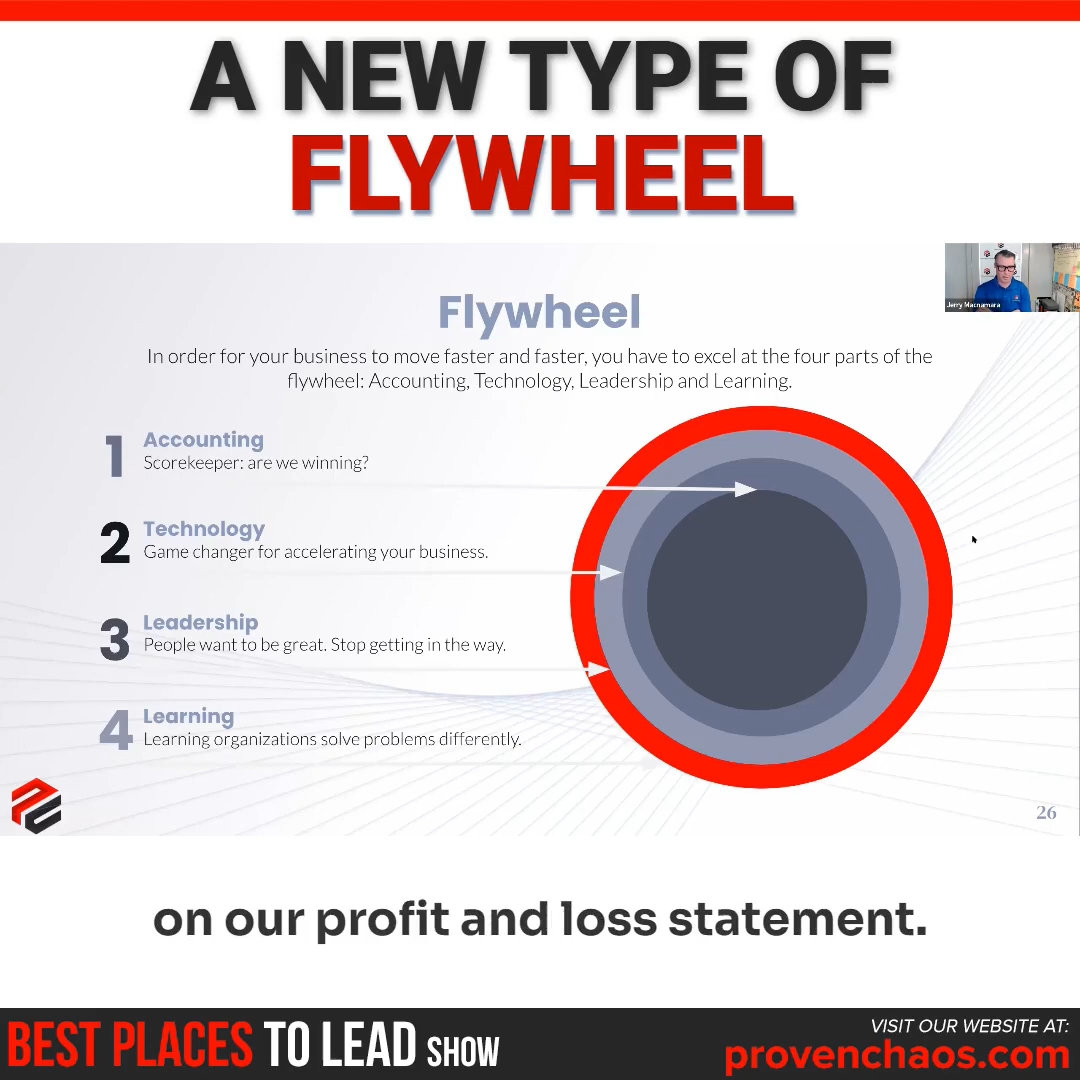 A NEW TYPE OF
FLYWHEEL
Jerry Macnamara
Flywheel
In order for your business to move faster and faster, you have to excel at the four parts of the
flywheel: Accounting, Technology, Leadership and Learning.
1 Accounting
Scorekeeper: are we winning?
2 Technology
Game changer for accelerating your business.
3 Leadership
People want to be great. Stop getting in the way.
4 Learning
Learning organizations solve problems differently.
26
on our profit and loss statement.
BEST PLACES TO LEAD SHOW
VISIT OUR WEBSITE AT:
provenchaos.com